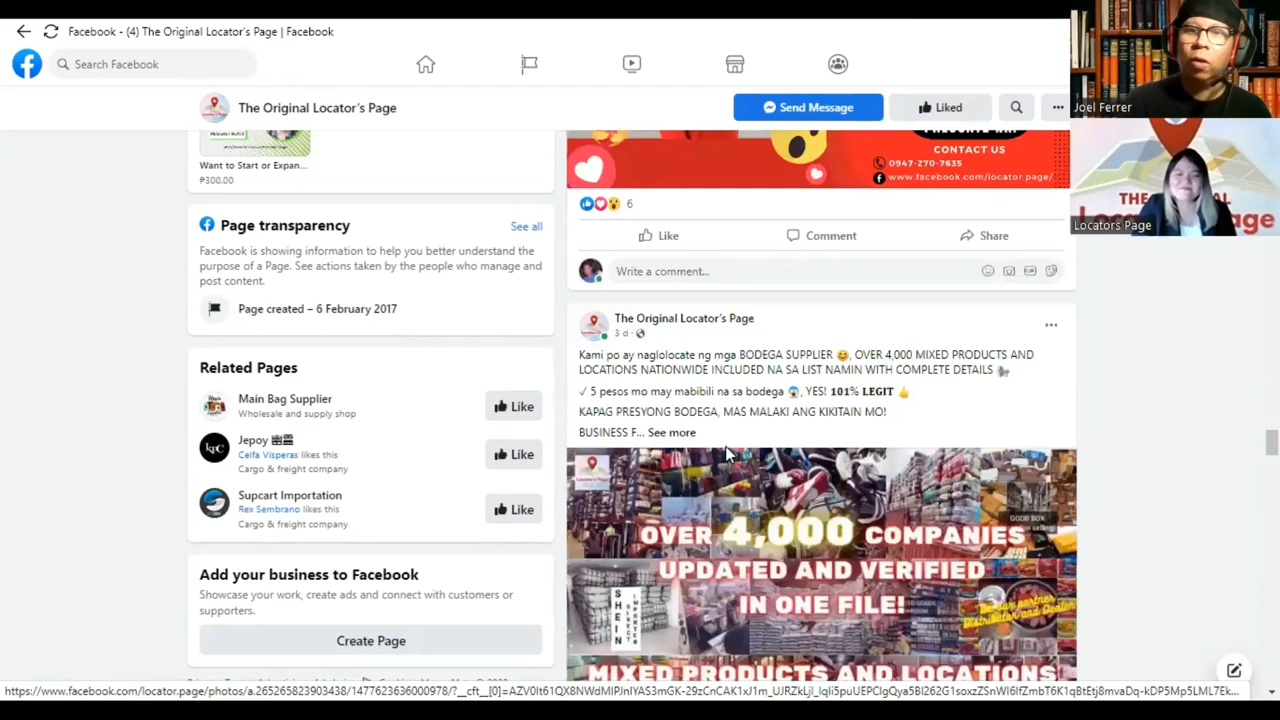 Facebook - (4) The Original Locator's Page | Facebook
Search Facebook
The Original Locator's Page
Send Message
Liked
Joel Ferrer
Locators Page
Want to Start or Expan...
₱300.00
Page transparency
See all
Facebook is showing information to help you better understand the
purpose of a Page. See actions taken by the people who manage and
post content.
Page created – 6 February 2017
Related Pages
Main Bag Supplier
Wholesale and supply shop
Like
Celfa Visperas likes this
Cargo & freight company
Like
Supcart Importation
Rex Sembrano likes this
Cargo & freight company
Like
Add your business to Facebook
Showcase your work, create ads and connect with customers or
supporters.
Create Page
CONTACT US
0947-270-7635
www.facebook.com/locator.page/
6
Like
Comment
Share
Write a comment...
The Original Locator's Page
3 d
Kami po ay naglolocate ng mga BODEGA SUPPLIER 😀, OVER 4,000 MIXED PRODUCTS AND
LOCATIONS NATIONWIDE INCLUDED NA SA LIST NAMIN WITH COMPLETE DETAILS
✓ 5 pesos mo may mabibili na sa bodega 😱, YES! 101% LEGIT 👍
KAPAG PRESYONG BODEGA, MAS MALAKI ANG KIKITAIN MO!
BUSINESS F... See more
OVER 4,000 COMPANIES
UPDATED AND VERIFIED
IN ONE FILE!
SHEIN
MIXED PRODUCTS AND LOCATIONS